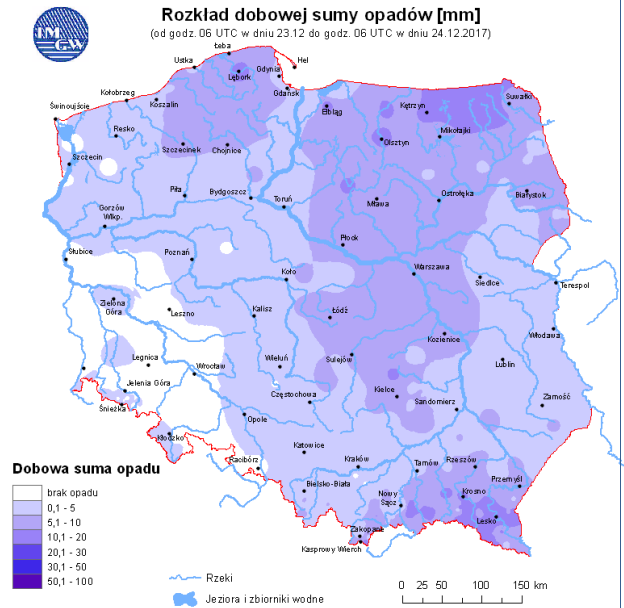 IM
GW
Rozkład dobowej sumy opadów [mm]
(od godz. 06 UTC w dniu 23.12 do godz. 06 UTC w dniu 24.12.2017)
Łeba
Hel
Ustka
Gdynia
Lębork
Gdańsk
Kołobrzeg
Koszalin
Elbląg
Kętrzyn
Suwałki
Świnoujście
Resko
Mikołajki
Olsztyn
Szczecinek
Chojnice
Szczecin
Piła
Bydgoszcz
Toruń
Mława
Ostrołęka
Białystok
Gorzów
Wlkp.
Płock
Słubice
Poznań
Koło
Warszawa
Siedlce
Terespol
Zielona
Góra
Leszno
Kalisz
Łódź
Kozienice
Włodawa
Legnica
Wrocław
Wieluń
Sulejów
Lublin
Jelenia Góra
Śnieżka
Częstochowa
Kielce
Sandomierz
Zamość
Opole
Kłodzko
Katowice
Kraków
Tarnów
Rzeszów
Racibórz
Przemyśl
Bielsko-Biała
Nowy
Sącz
Krosno
Lesko
Zakopane
Kasprowy Wierch
Dobowa suma opadu
brak opadu
0,1 - 5
5,1 - 10
10,1 - 20
20,1 - 30
30,1 - 50
50,1 - 100
Rzeki
Jeziora i zbiorniki wodne
0 25 50 100 150 km